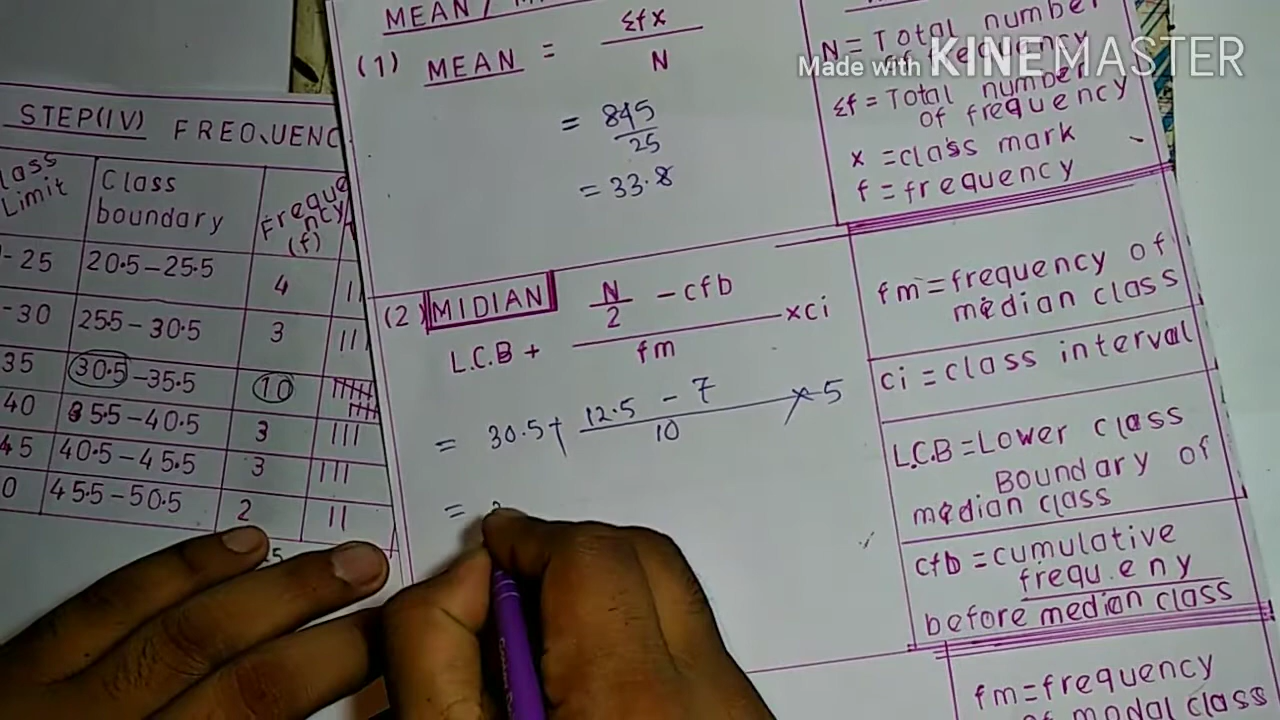 Made with KINEMASTER
STEP(IV) FREQUENC
lass Limit
Class boundary
Frequency (f)
-25 20.5-25.5 4 ||
-30 25.5-30.5 3 |||
35 30.5-35.5 10
40 35.5-40.5 3 |||
45 40.5-45.5 3 |||
0 45.5-50.5 2 ||
MEAN/
(1) MEAN = Σfx / N
= 845 / 25
= 33.8
(2) MIDIAN
L.C.B + N/2 - cfb / fm × ci
= 30.5 + 12.5 - 7 / 10 × 5
=
N = Total number
of frequency
Σf = Total number
of frequency
x = class mark
f = frequency
fm = frequency of
median class
ci = class interval
L.C.B = Lower class
Boundary of
median class
cfb = cumulative
frequ.eny
before median class
fm = frequency
of modal class